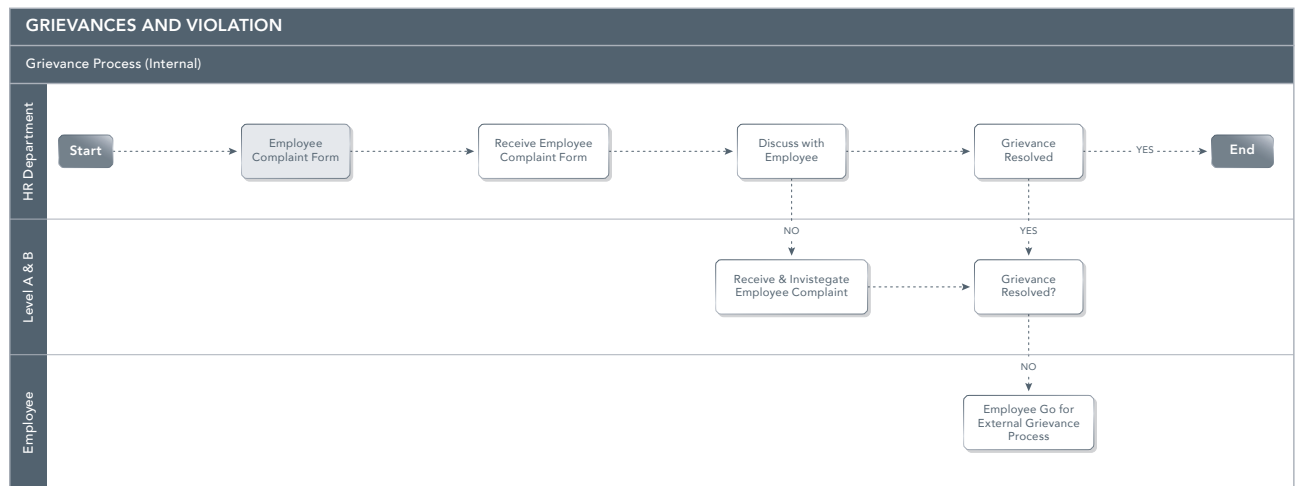 GRIEVANCES AND VIOLATION
Grievance Process (Internal)
HR Department
Start
Employee
Complaint Form
Receive Employee
Complaint Form
Discuss with
Employee
Grievance
Resolved
YES
End
NO
YES
Level A & B
Receive & Invistegate
Employee Complaint
Grievance
Resolved?
NO
Employee
Employee Go for
External Grievance
Process